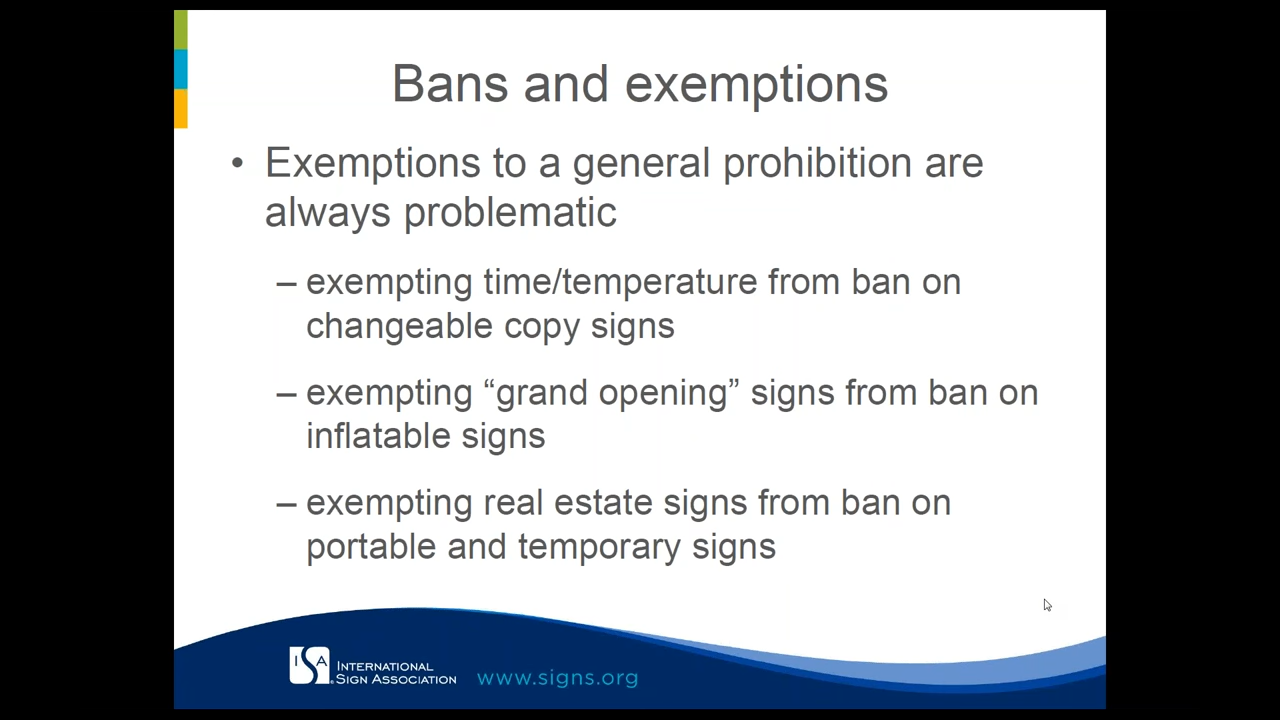 Bans and exemptions
• Exemptions to a general prohibition are
always problematic
– exempting time/temperature from ban on
changeable copy signs
– exempting “grand opening” signs from ban on
inflatable signs
– exempting real estate signs from ban on
portable and temporary signs
ISA
INTERNATIONAL
SIGN ASSOCIATION
www.signs.org